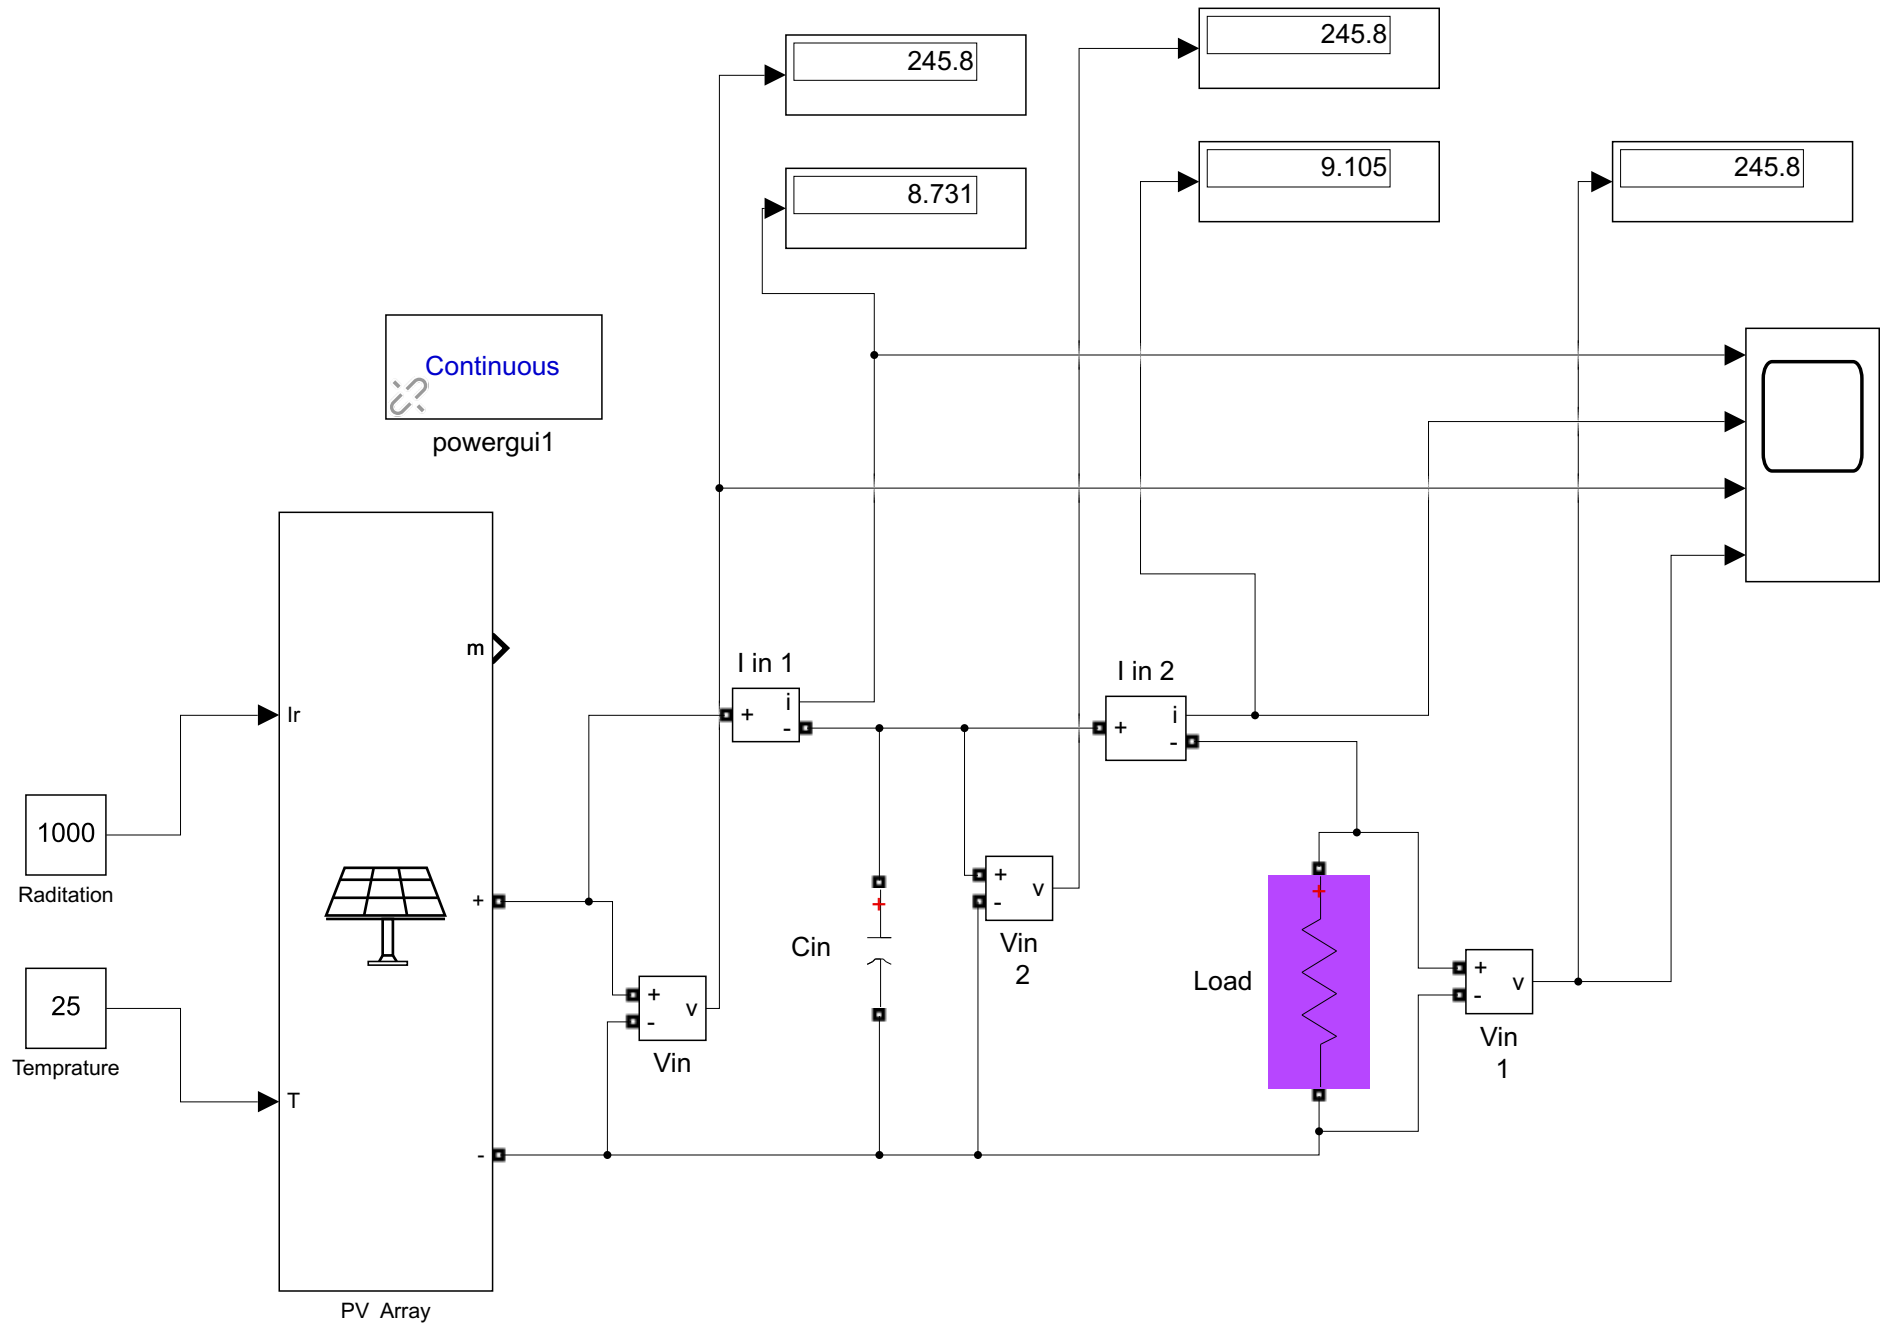 245.8
245.8
8.731
9.105
245.8
Continuous
powergui1
m
I in 1
I in 2
Ir
+
i
-
+
i
-
1000
Raditation
+
+
-
v
+
Cin
Vin
2
Load
+
-
v
25
Temprature
+
-
v
Vin
Vin
1
T
-
PV Array